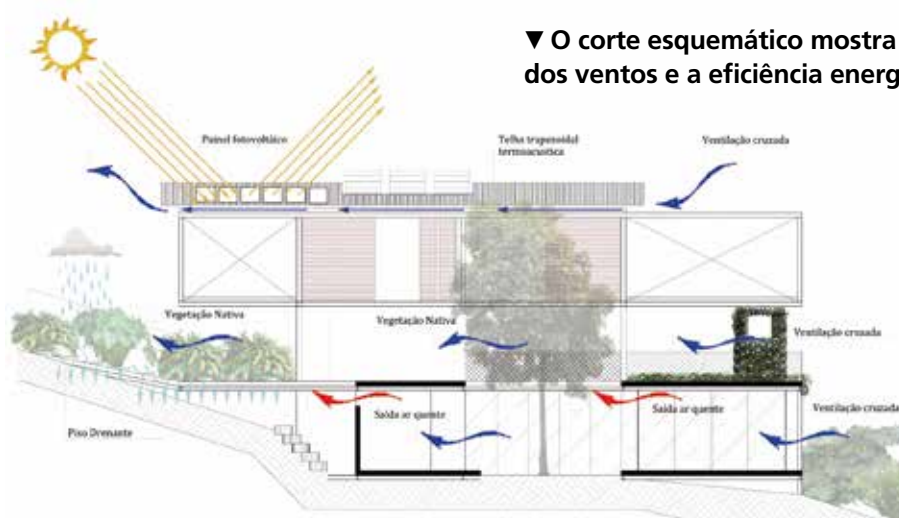 ▼ O corte esquemático mostra
dos ventos e a eficiência energ
Painel fotovoltáico
Telha trapezoidal
termoacustica
Ventilação cruzada
Vegetação Nativa
Vegetação Nativa
Ventilação cruzada
Saída ar quente
Saída ar quente
Ventilação cruzada
Piso Drenante